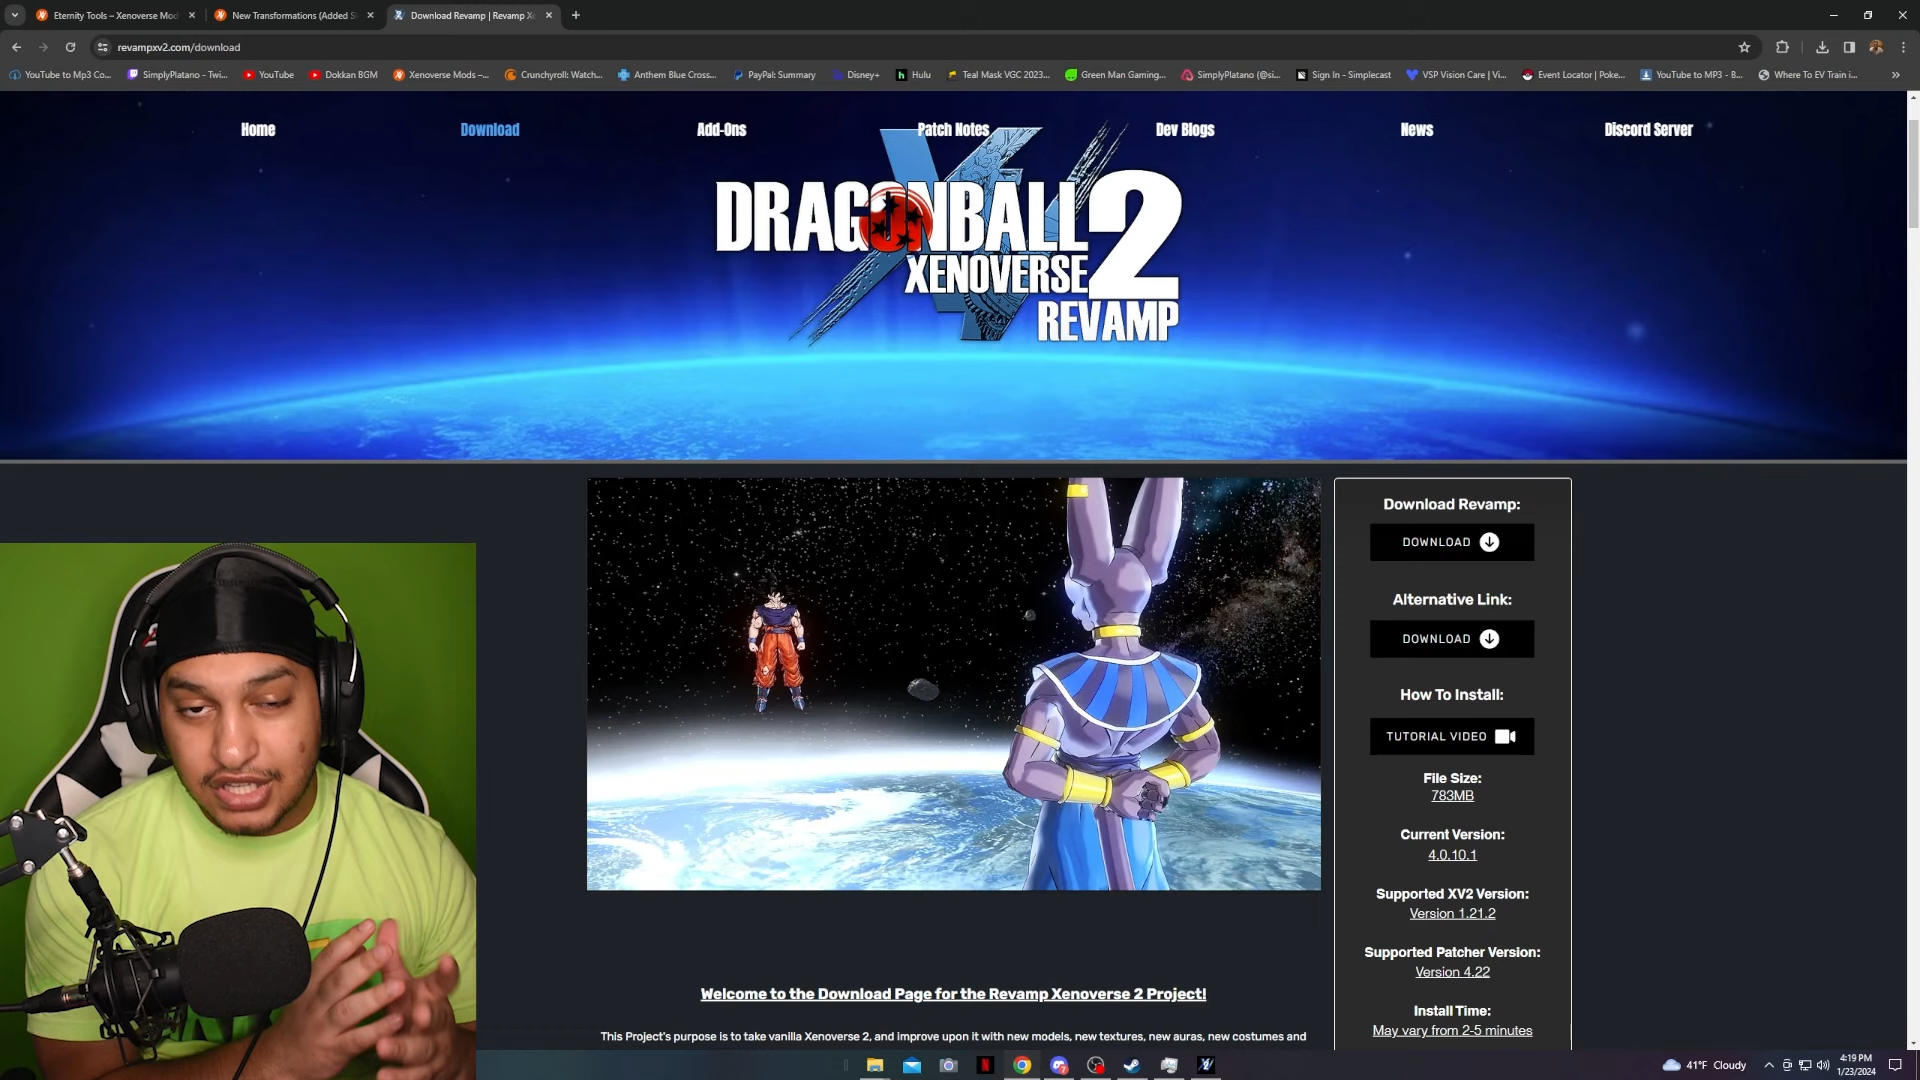 Eternity Tools – Xenoverse Mod
New Transformations (Added S
Download Revamp | Revamp X
revampxv2.com/download
YouTube to Mp3 Co...
SimplyPlatano - Twi...
YouTube
Dokkan BGM
Xenoverse Mods –...
Crunchyroll: Watch...
Anthem Blue Cross...
PayPal: Summary
Disney+
Hulu
Teal Mask VGC 2023...
Green Man Gaming...
SimplyPlatano (@si...
Sign In - Simplecast
VSP Vision Care | Vi...
Event Locator | Poke...
YouTube to MP3 - B...
Where To EV Train i...
Home
Download
Add-Ons
Patch Notes
Dev Blogs
News
Discord Server
DRAGONBALL 2
XENOVERSE
REVAMP
Download Revamp:
DOWNLOAD
Alternative Link:
DOWNLOAD
How To Install:
TUTORIAL VIDEO
File Size:
783MB
Current Version:
4.0.10.1
Supported XV2 Version:
Version 1.21.2
Supported Patcher Version:
Version 4.22
Install Time:
May vary from 2-5 minutes
Welcome to the Download Page for the Revamp Xenoverse 2 Project!
This Project's purpose is to take vanilla Xenoverse 2, and improve upon it with new models, new textures, new auras, new costumes and
41°F Cloudy
4:19 PM
1/23/2024